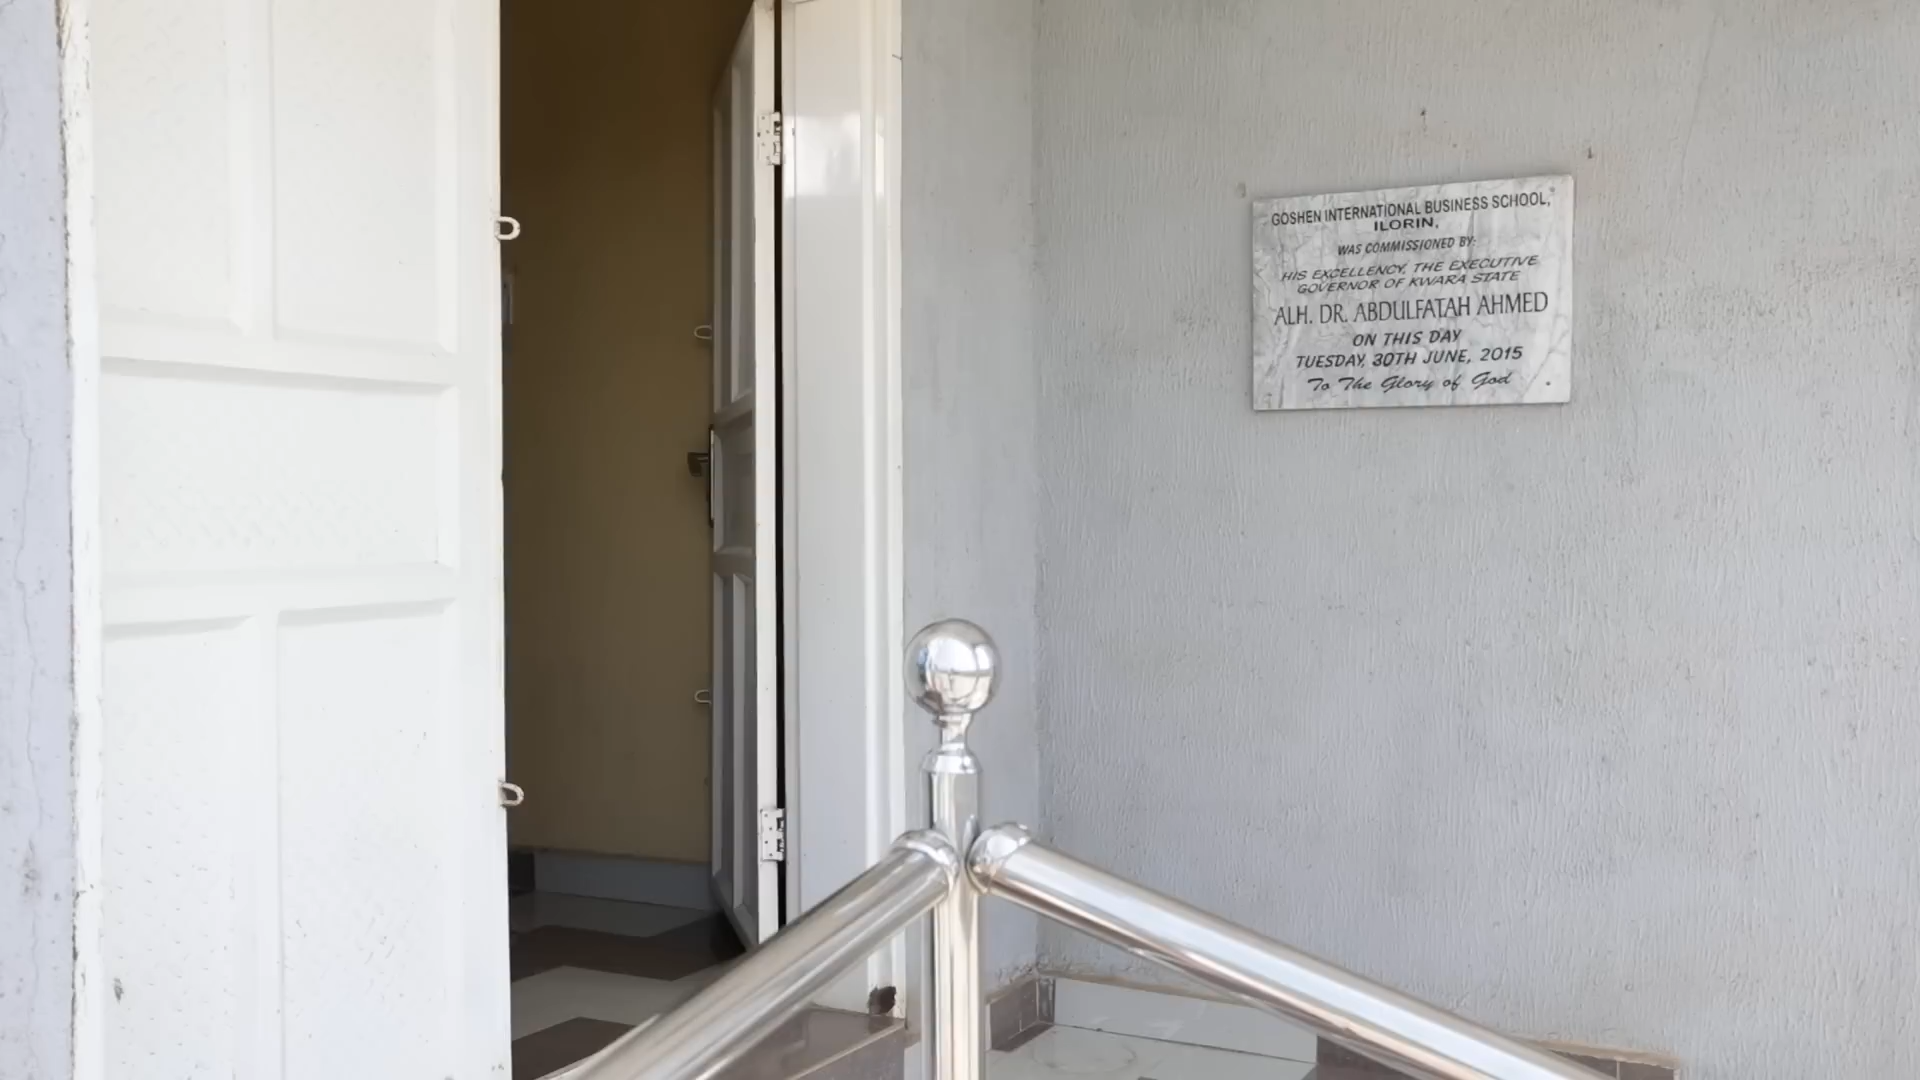 GOSHEN INTERNATIONAL BUSINESS SCHOOL,
ILORIN,
WAS COMMISSIONED BY:
HIS EXCELLENCY, THE EXECUTIVE
GOVERNOR OF KWARA STATE
ALH. DR. ABDULFATAH AHMED
ON THIS DAY
TUESDAY, 30TH JUNE, 2015
To The Glory of God